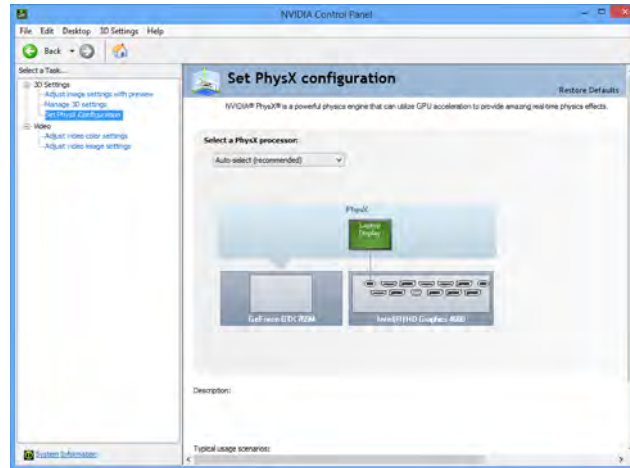 NVIDIA Control Panel
File Edit Desktop 3D Settings Help
Back
Select a Task...
3D Settings
Adjust image settings with preview
Manage 3D settings
Set PhysX Configuration
Video
Adjust video color settings
Adjust video image settings
System Information
Set PhysX configuration
Restore Defaults
NVIDIA® PhysX® is a powerful physics engine that can utilize GPU acceleration to provide amazing real time physics effects.
Select a PhysX processor:
Auto-select (recommended)
PhysX
Laptop
Display
GeForce GTX
Intel(R) HD Graphics 4600
Description:
Typical usage scenarios: